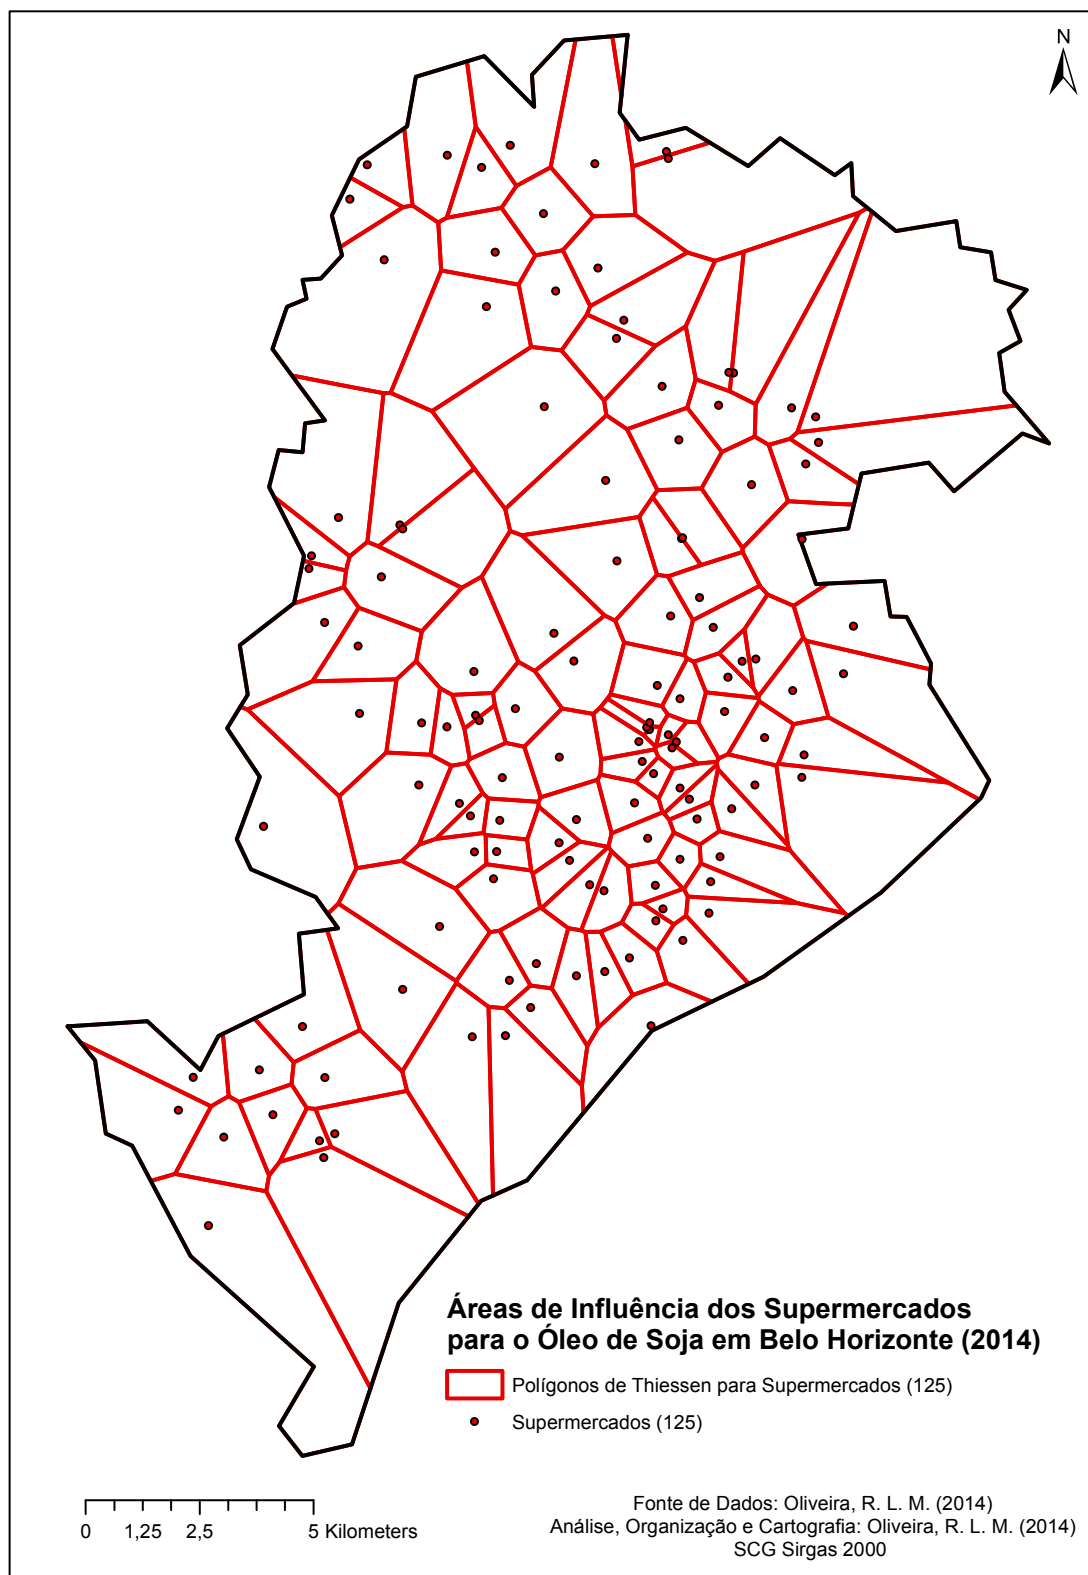 N
Áreas de Influência dos Supermercados
para o Óleo de Soja em Belo Horizonte (2014)
Polígonos de Thiessen para Supermercados (125)
Supermercados (125)
0 1,25 2,5 5 Kilometers
Fonte de Dados: Oliveira, R. L. M. (2014)
Análise, Organização e Cartografia: Oliveira, R. L. M. (2014)
SCG Sirgas 2000